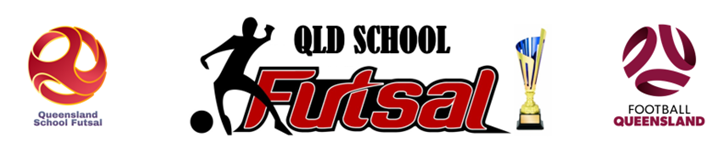 Queensland
School Futsal
QLD SCHOOL
Futsal
FOOTBALL
QUEENSLAND